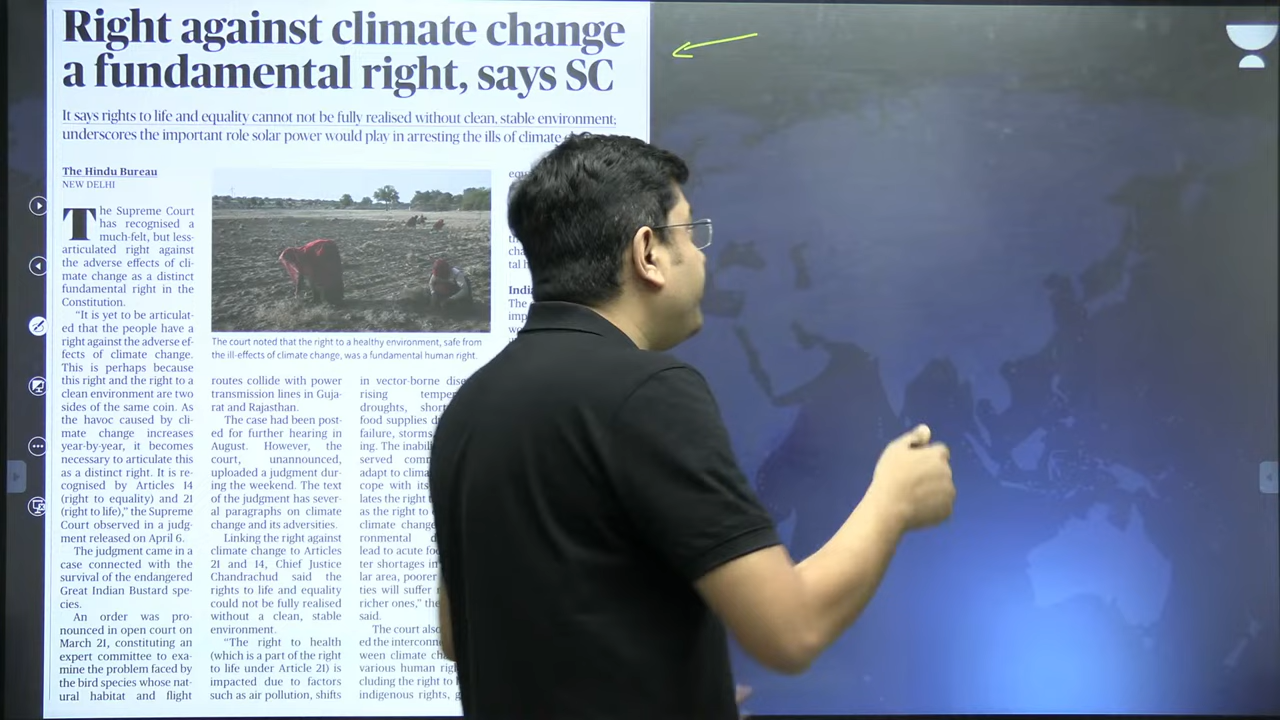 Right against climate change
a fundamental right, says SC
It says rights to life and equality cannot not be fully realised without clean, stable environment;
underscores the important role solar power would play in arresting the ills of climate
The Hindu Bureau
NEW DELHI
The Supreme Court
has recognised a
much-felt, but less-
articulated right against
the adverse effects of cli-
mate change as a distinct
fundamental right in the
Constitution.
“It is yet to be articulat-
ed that the people have a
right against the adverse ef-
fects of climate change.
This is perhaps because
this right and the right to a
clean environment are two
sides of the same coin. As
the havoc caused by cli-
mate change increases
year-by-year, it becomes
necessary to articulate this
as a distinct right. It is re-
cognised by Articles 14
(right to equality) and 21
(right to life),” the Supreme
Court observed in a judg-
ment released on April 6.
The judgment came in a
case connected with the
survival of the endangered
Great Indian Bustard spe-
cies.
An order was pro-
nounced in open court on
March 21, constituting an
expert committee to exa-
mine the problem faced by
the bird species whose nat-
ural habitat and flight
The court noted that the right to a healthy environment, safe from
the ill-effects of climate change, was a fundamental human right.
routes collide with power
transmission lines in Guja-
rat and Rajasthan.
The case had been post-
ed for further hearing in
August. However, the
court, unannounced,
uploaded a judgment dur-
ing the weekend. The text
of the judgment has sever-
al paragraphs on climate
change and its adversities.
Linking the right against
climate change to Articles
21 and 14, Chief Justice
Chandrachud said the
rights to life and equality
could not be fully realised
without a clean, stable
environment.
“The right to health
(which is a part of the right
to life under Article 21) is
impacted due to factors
such as air pollution, shifts
in vector-borne
rising
droughts,
food supplies
failure, storms
ing. The
served
adapt to
cope with its
lates the right
as the right to
climate change
lead to acute
ter shortages in
lar area, poorer
ties will suffer
richer ones,” the
said.
The court
ed the
ween climate
various human
cluding the right to
indigenous rights,
The